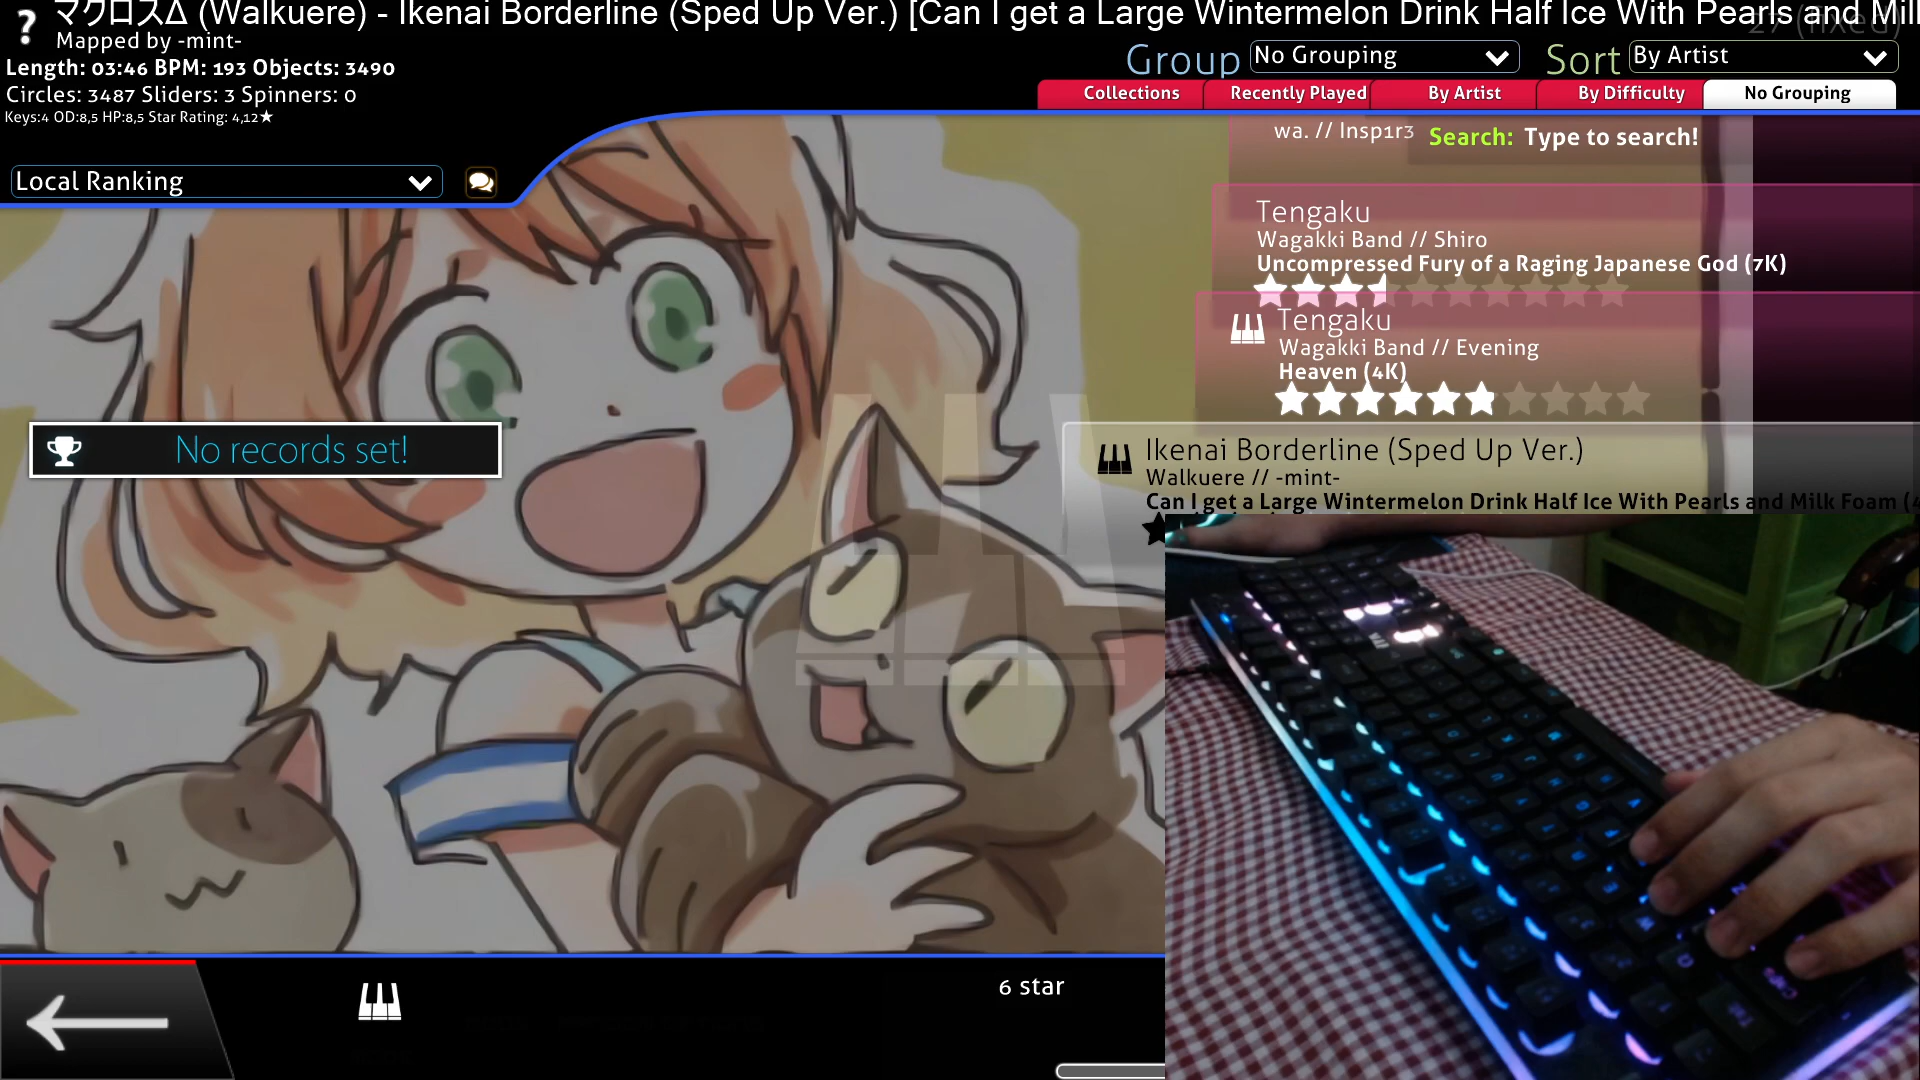 マクロスΔ (Walkuere) - Ikenai Borderline (Sped Up Ver.) [Can I get a Large Wintermelon Drink Half Ice With Pearls and Mil
Mapped by -mint-
Length: 03:46 BPM: 193 Objects: 3490
Circles: 3487 Sliders: 3 Spinners: 0
Keys:4 OD:8,5 HP:8,5 Star Rating: 4,12★
27 (fixed)
Group No Grouping
Sort By Artist
Collections
Recently Played
By Artist
By Difficulty
No Grouping
Local Ranking
wa. // Insp1r3
Search: Type to search!
Tengaku
Wagakki Band // Shiro
Uncompressed Fury of a Raging Japanese God (7K)
Tengaku
Wagakki Band // Evening
Heaven (4K)
No records set!
Ikenai Borderline (Sped Up Ver.)
Walkuere // -mint-
Can I get a Large Wintermelon Drink Half Ice With Pearls and Milk Foam (4
6 star